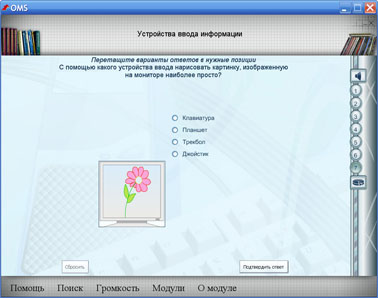 OMS
Устройства ввода информации
Перетащите варианты ответов в нужные позиции
С помощью какого устройства ввода нарисовать картинку, изображенную
на мониторе наиболее просто?
Клавиатура
Планшет
Трекбол
Джойстик
1
2
3
4
5
6
7
Сбросить
Подтвердить ответ
Помощь
Поиск
Громкость
Модули
О модуле